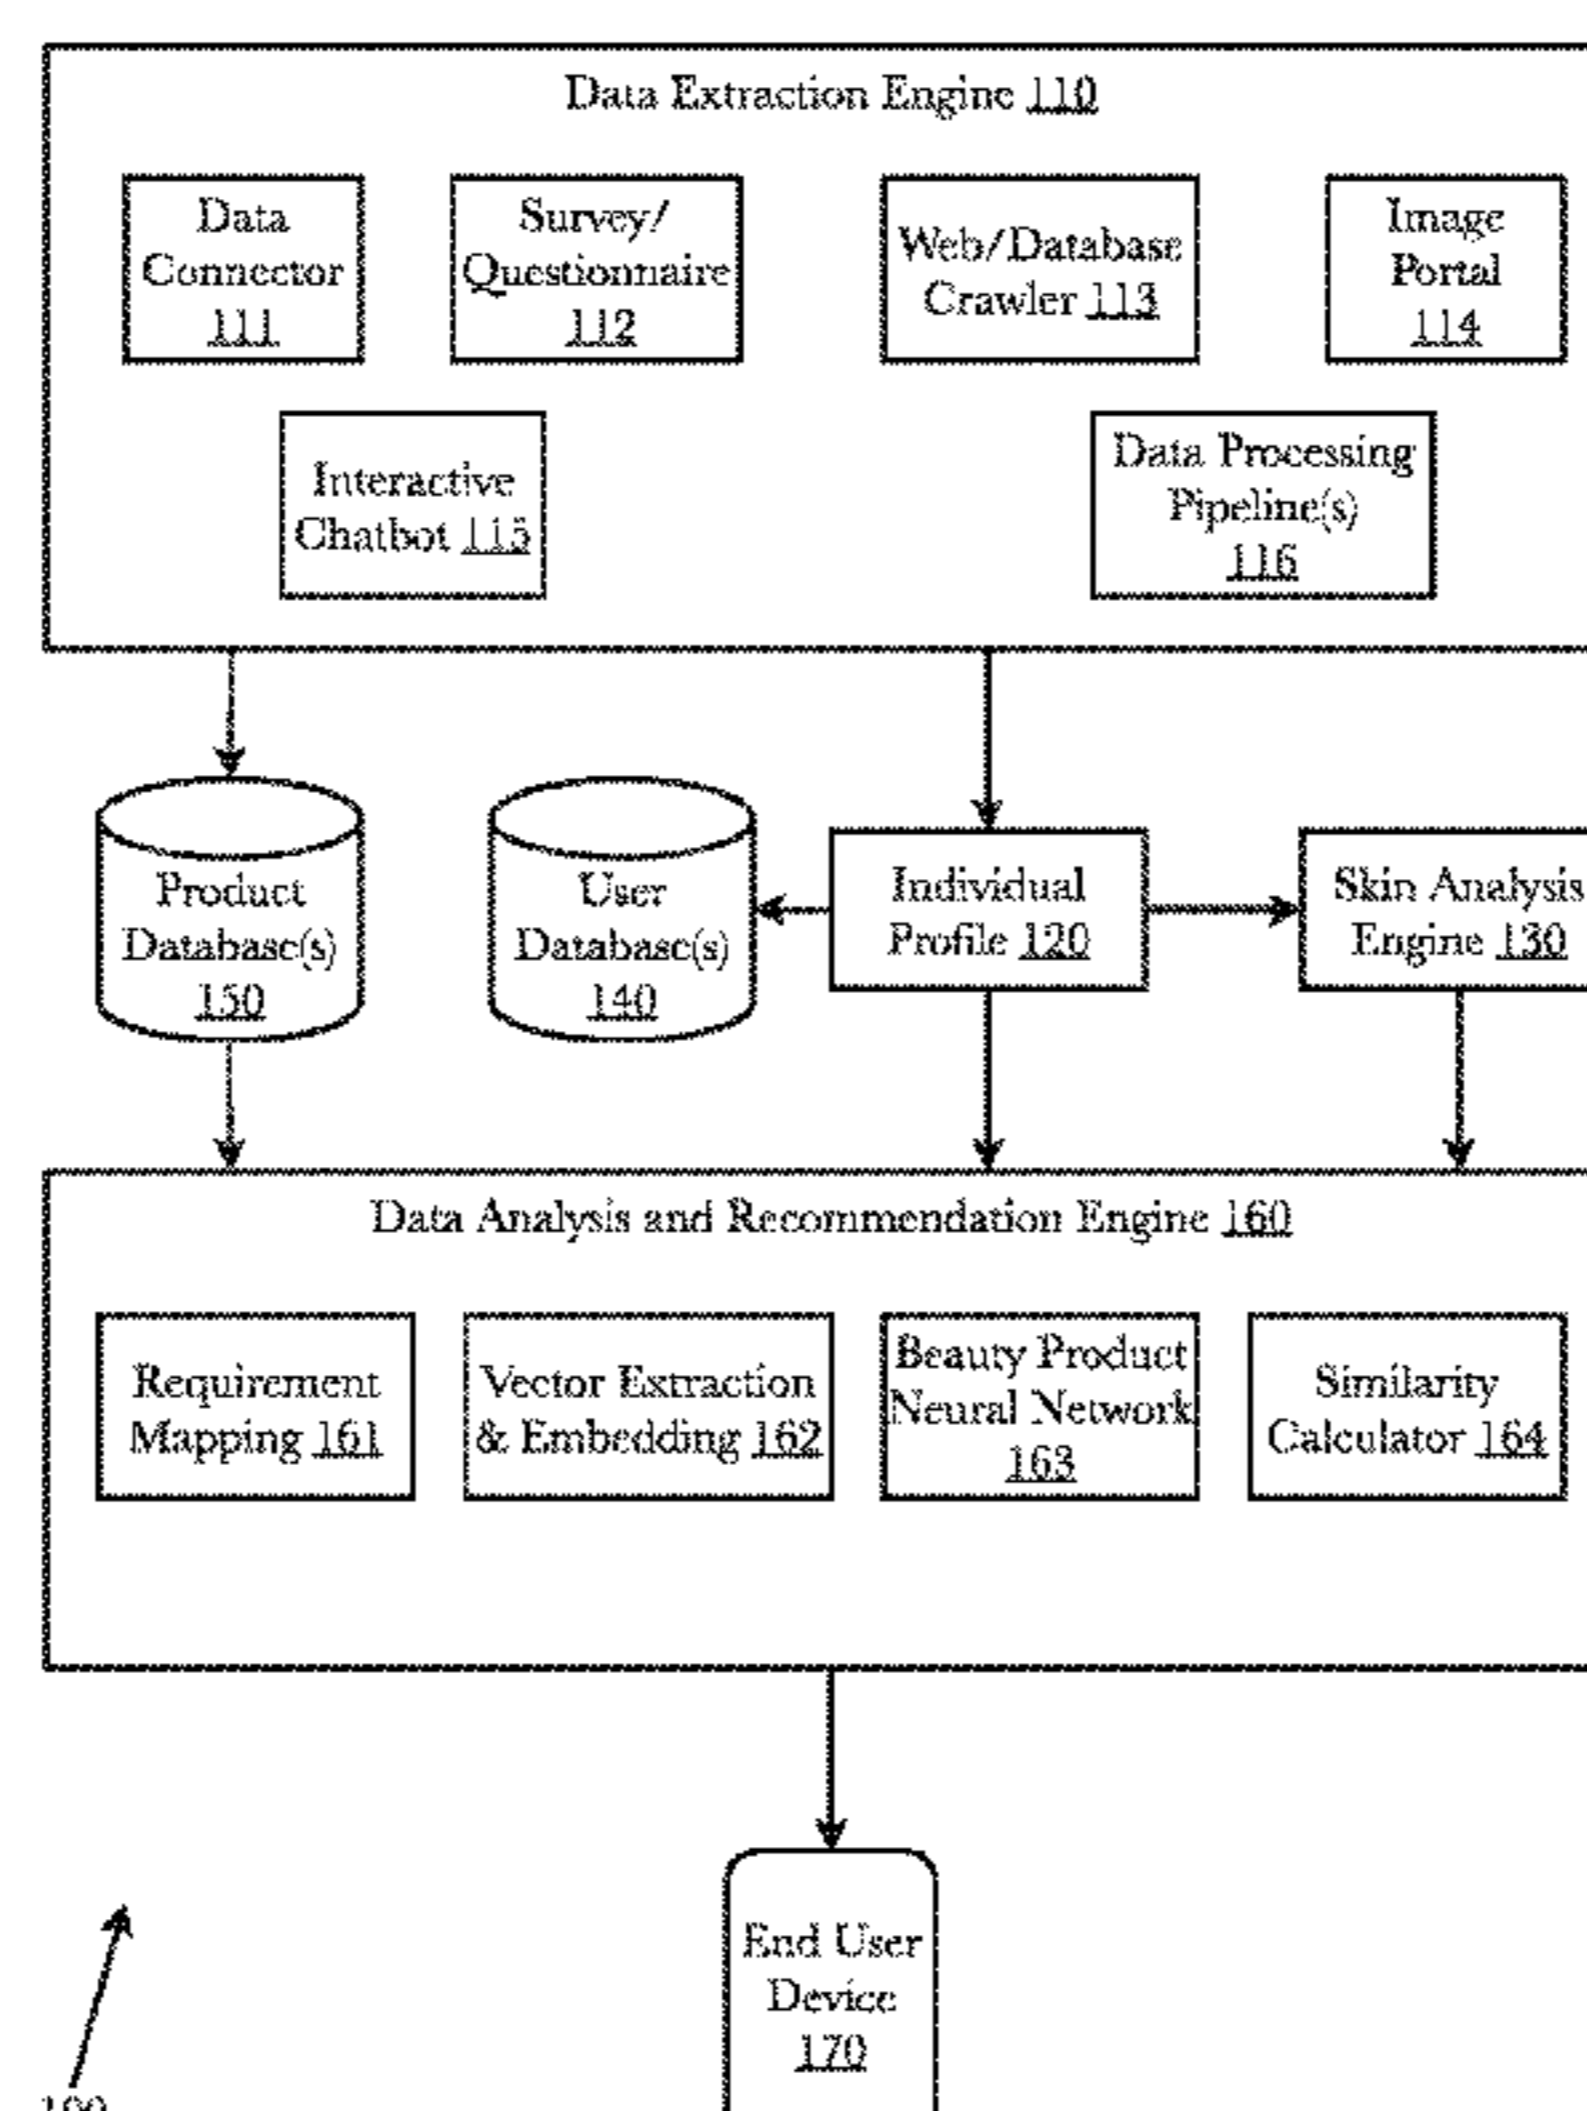 Data Extraction Engine 110
Data
Connector
111
Survey/
Questionnaire
112
Web/Database
Crawler 113
Image
Portal
114
Interactive
Chatbot 115
Data Processing
Pipeline(s)
116
Product
Database(s)
150
User
Database(s)
140
Individual
Profile 120
Skin Analysis
Engine 130
Data Analysis and Recommendation Engine 160
Requirement
Mapping 161
Vector Extraction
& Embedding 162
Beauty Product
Neural Network
163
Similarity
Calculator 164
End User
Device
170